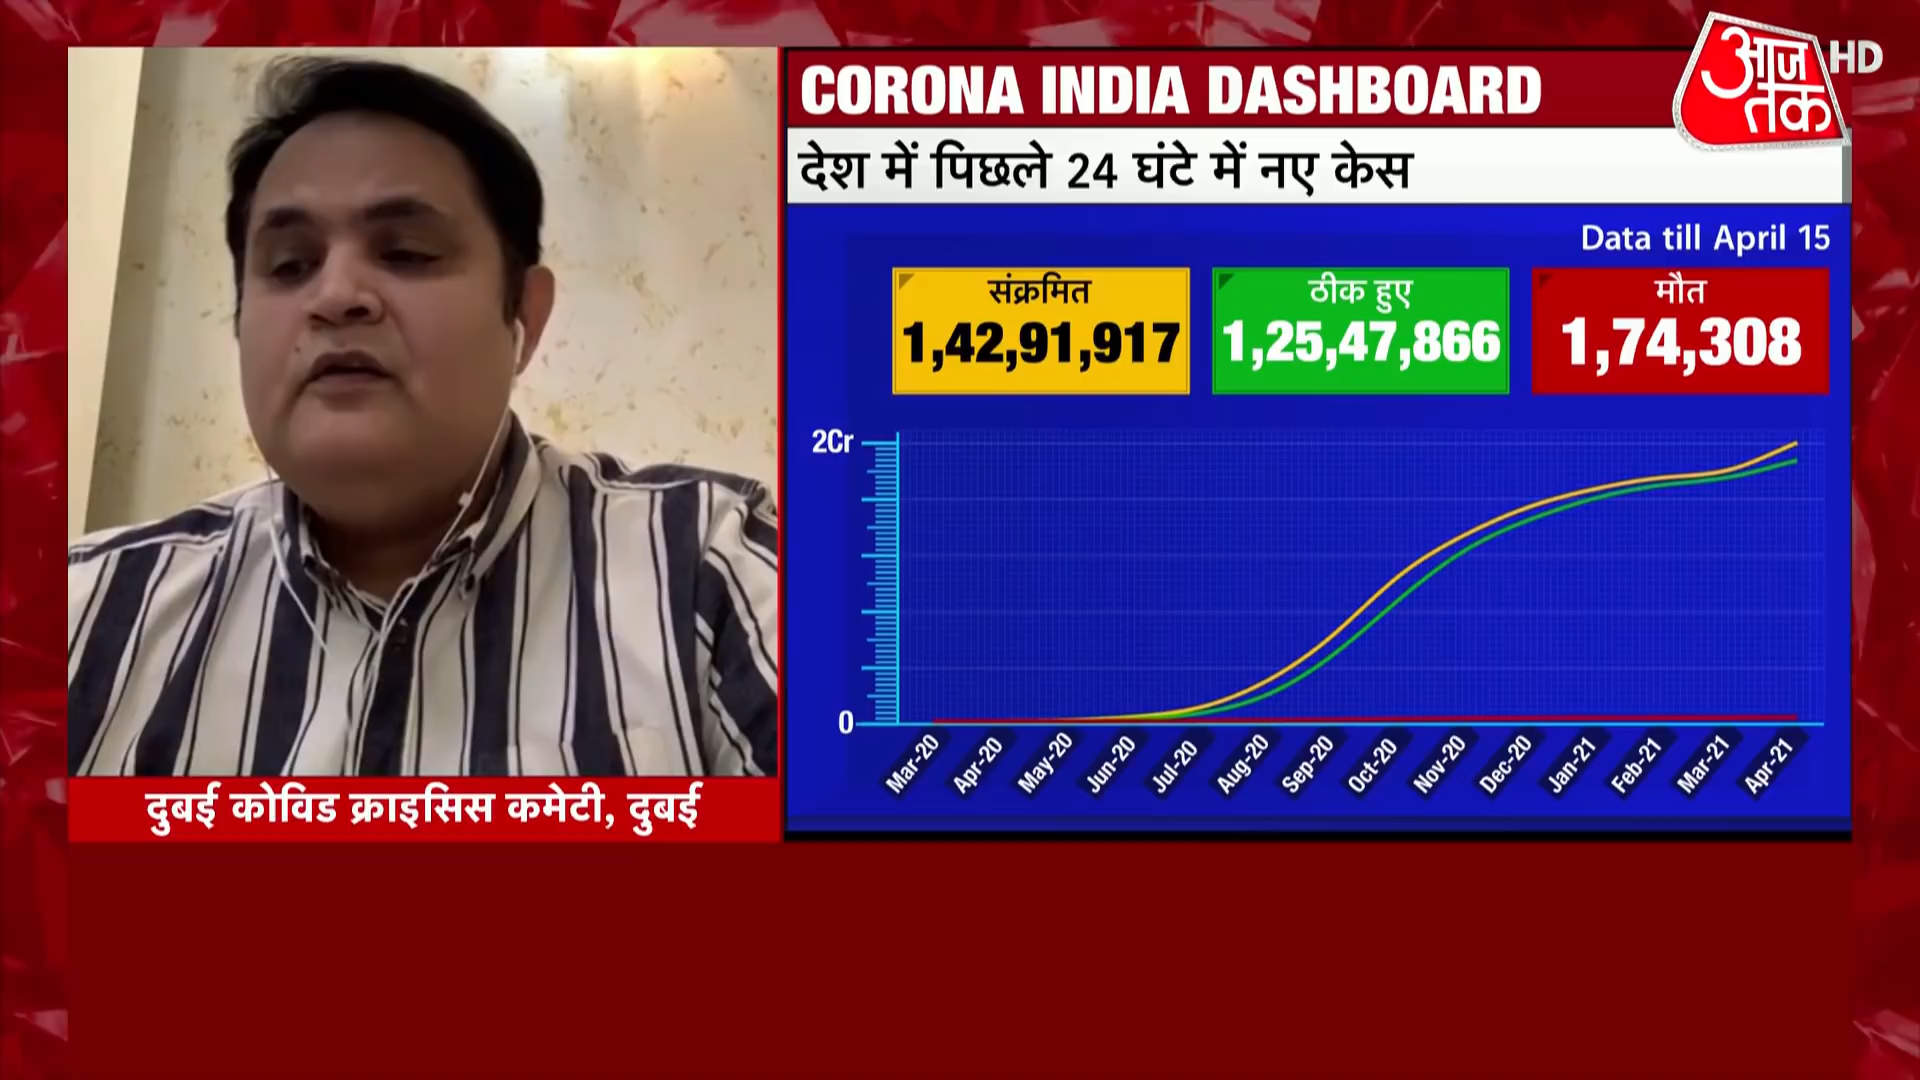 CORONA INDIA DASHBOARD
आज तक HD
देश में पिछले 24 घंटे में नए केस
Data till April 15
संक्रमित
1,42,91,917
ठीक हुए
1,25,47,866
मौत
1,74,308
2Cr
0
Mar-20 Apr-20 May-20 Jun-20 Jul-20 Aug-20 Sep-20 Oct-20 Nov-20 Dec-20 Jan-21 Feb-21 Mar-21 Apr-21
दुबई कोविड क्राइसिस कमेटी, दुबई